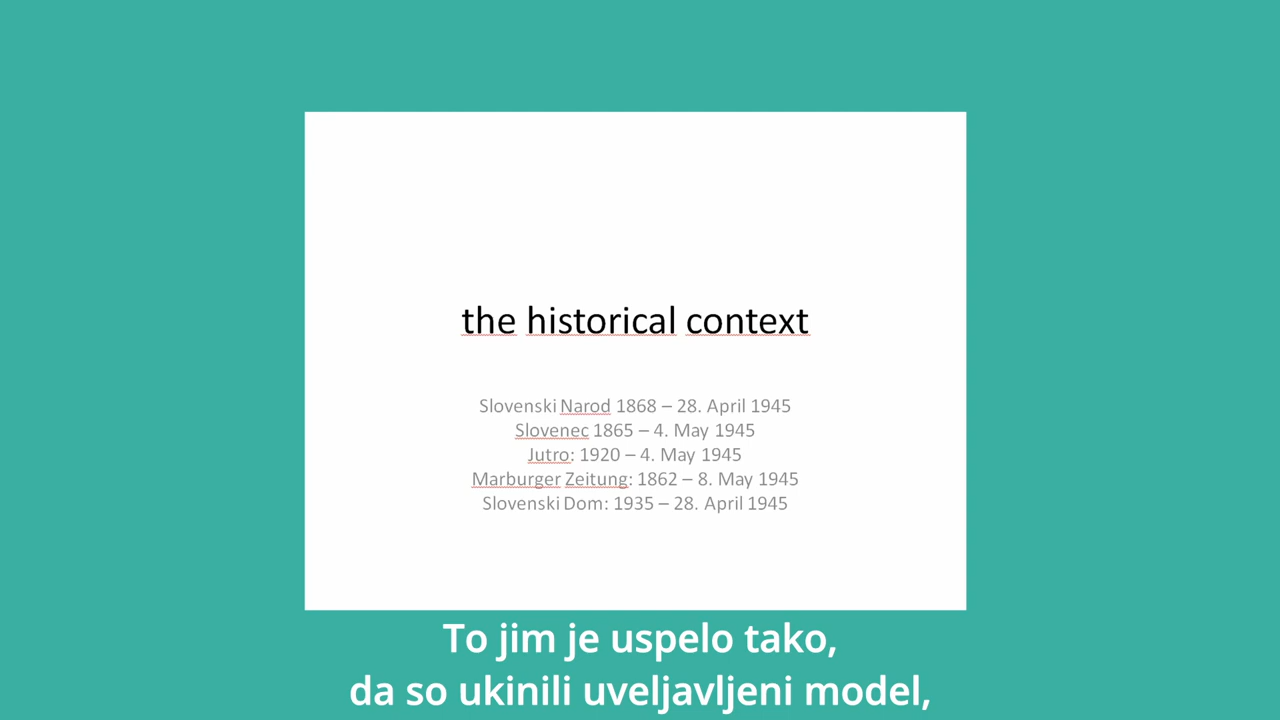 the historical context
Slovenski Narod 1868 – 28. April 1945
Slovenec 1865 – 4. May 1945
Jutro: 1920 – 4. May 1945
Marburger Zeitung: 1862 – 8. May 1945
Slovenski Dom: 1935 – 28. April 1945
To jim je uspelo tako,
da so ukinili uveljavljeni model,